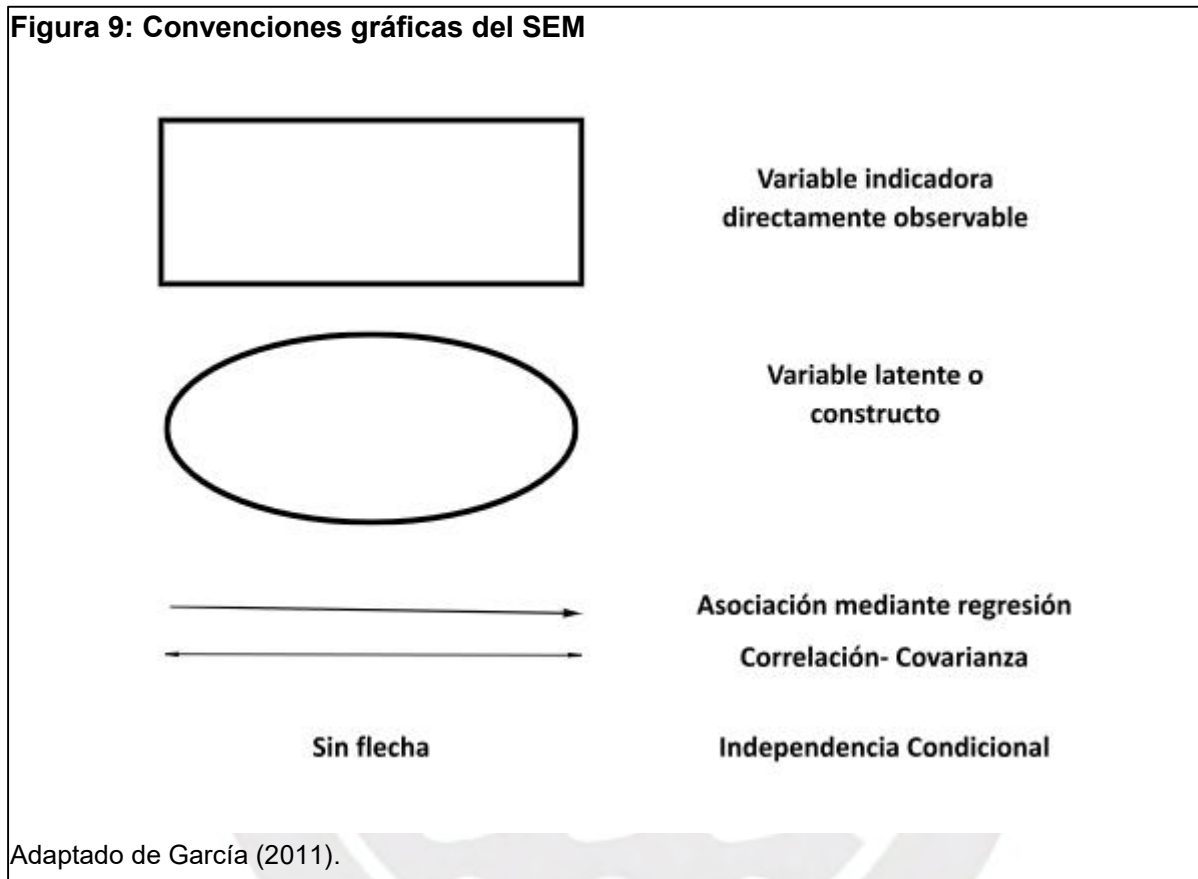 Figura 9: Convenciones gráficas del SEM
Variable indicadora
directamente observable
Variable latente o
constructo
Asociación mediante regresión
Correlación- Covarianza
Sin flecha
Independencia Condicional
Adaptado de García (2011).